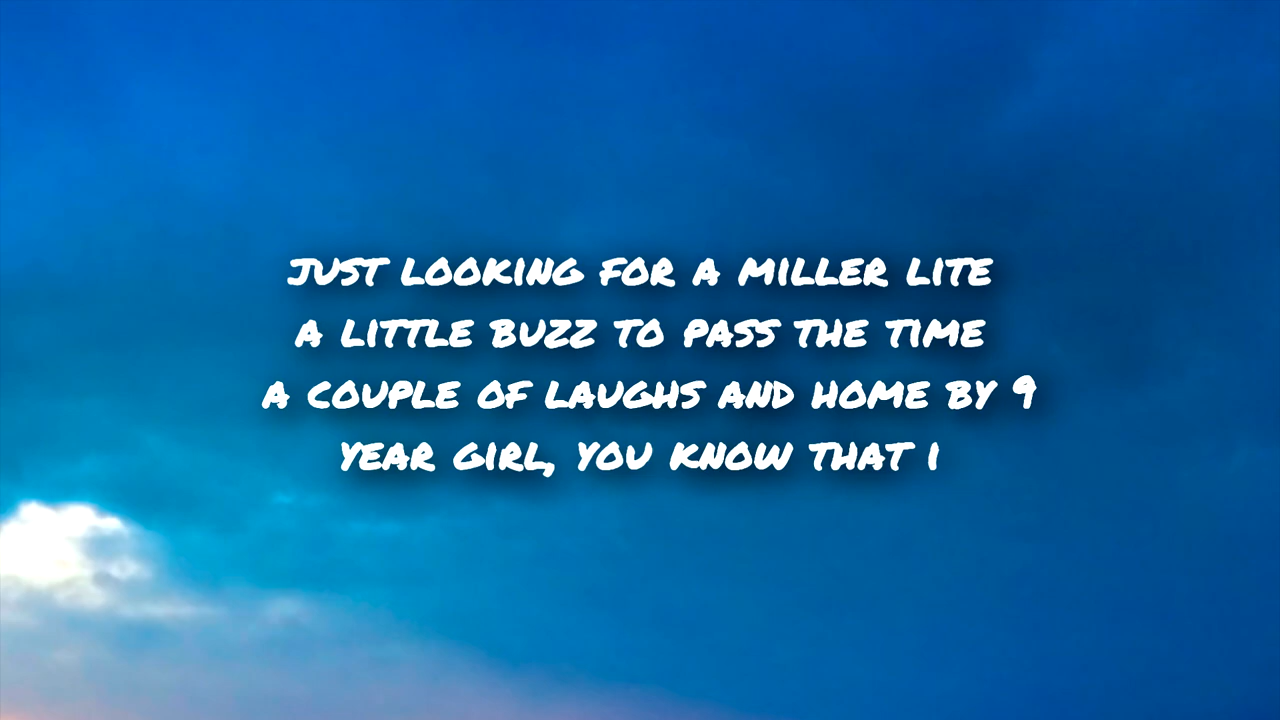 JUST LOOKING FOR A MILLER LITE
A LITTLE BUZZ TO PASS THE TIME
A COUPLE OF LAUGHS AND HOME BY 9
YEAR GIRL, YOU KNOW THAT I